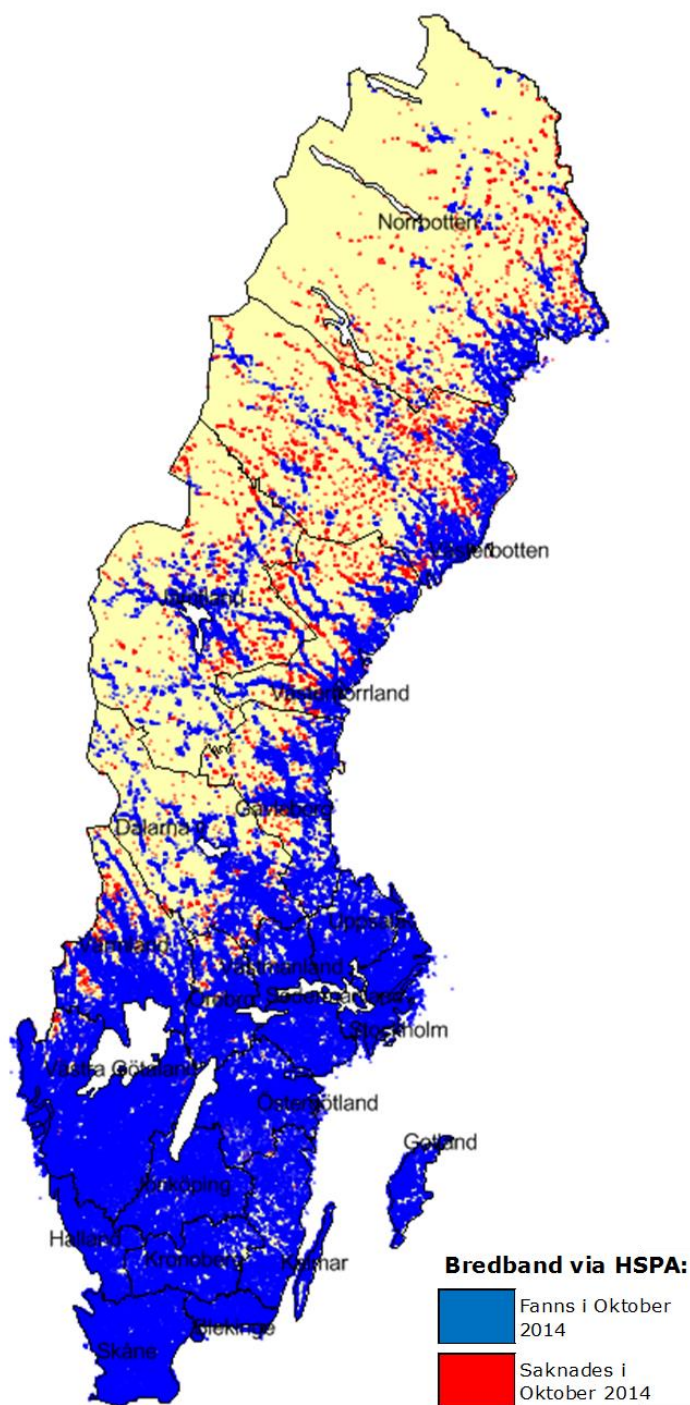 Norrbotten
Västerbotten
Jämtland
Västernorrland
Gävleborg
Dalarna
Uppsala
Värmland
Västmanland
Örebro
Södermanland
Stockholm
Västra Götaland
Östergötland
Gotland
Jönköping
Halland
Kronoberg
Kalmar
Bredband via HSPA:
Fanns i Oktober
2014
Blekinge
Skåne
Saknades i
Oktober 2014